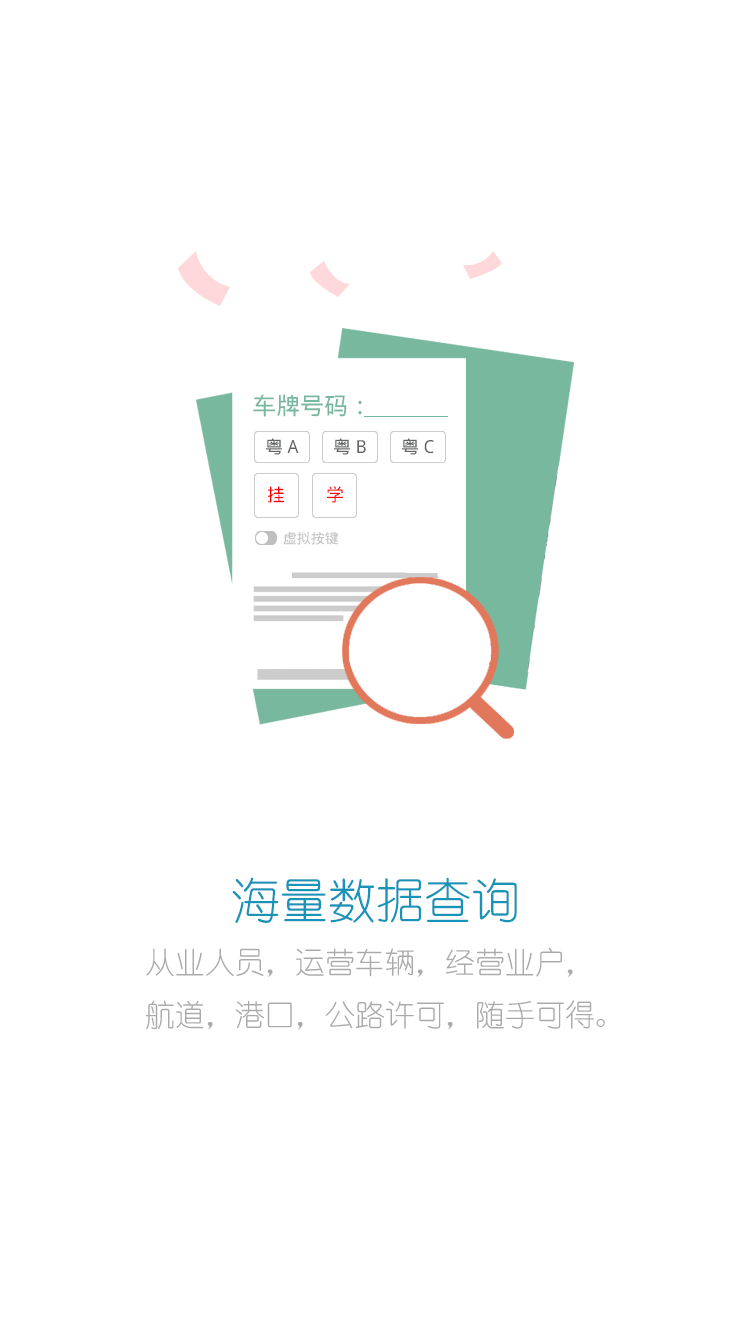 车牌号码：
粤 A 粤 B 粤 C
挂 学
虚拟按键
海量数据查询
从业人员，运营车辆，经营业户，
航道，港口，公路许可，随手可得。